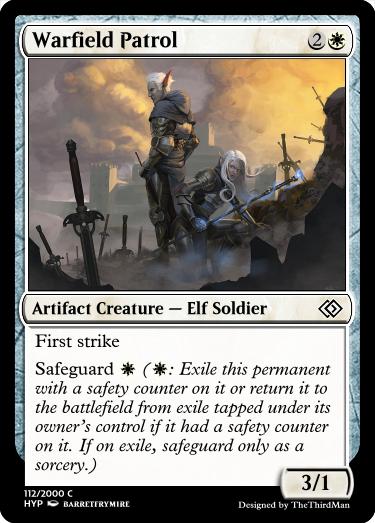 Warfield Patrol 2
Artifact Creature — Elf Soldier
First strike
Safeguard (: Exile this permanent
with a safety counter on it or return it to
the battlefield from exile tapped under its
owner's control if it had a safety counter
on it. If on exile, safeguard only as a
sorcery.)
3/1
112/2000 C
HYP BARRETFRYMIRE
Designed by TheThirdMan